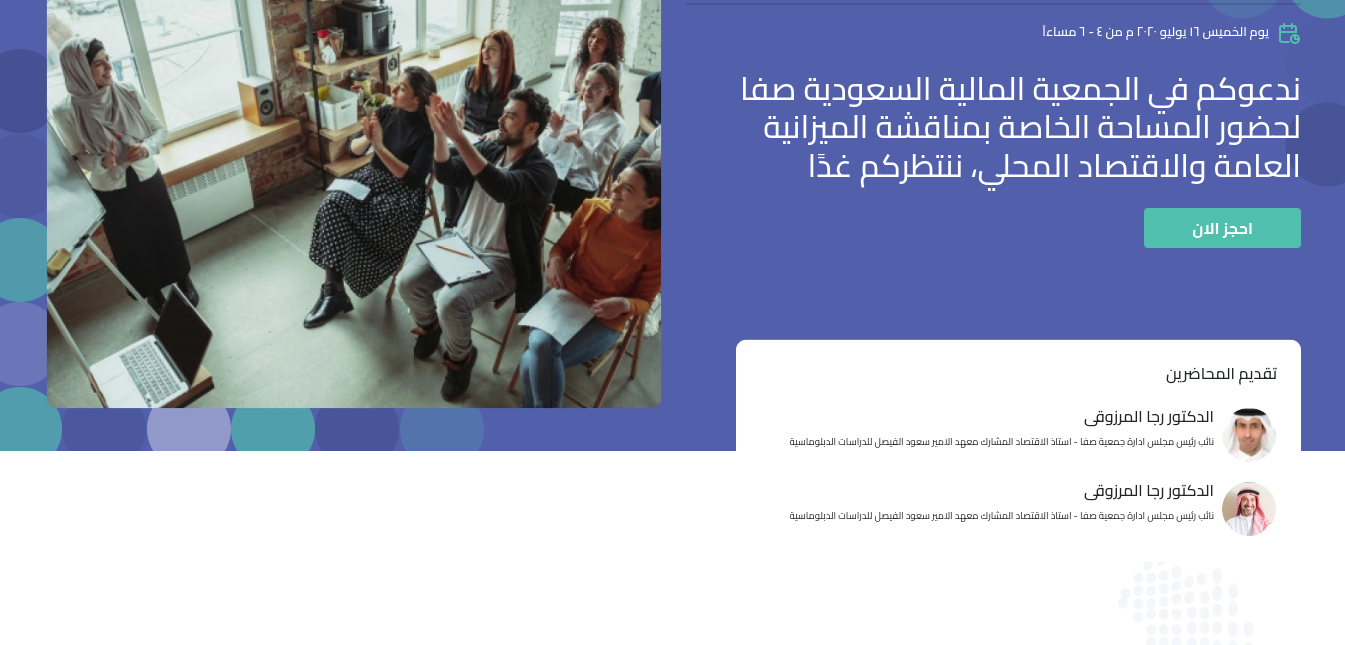 يوم الخميس ١٦ يوليو ٢٠٢٠ م من ٤ - ٦ مساءاً
ندعوكم في الجمعية المالية السعودية صفا
لحضور المساحة الخاصة بمناقشة الميزانية
العامة والاقتصاد المحلي، ننتظركم غدًا
احجز الان
تقديم المحاضرين
الدكتور رجا المرزوقى
نائب رئيس مجلس ادارة جمعية صفا - استاذ الاقتصاد المشارك معهد الامير سعود الفيصل للدراسات الدبلوماسية
الدكتور رجا المرزوقى
نائب رئيس مجلس ادارة جمعية صفا - استاذ الاقتصاد المشارك معهد الامير سعود الفيصل للدراسات الدبلوماسية